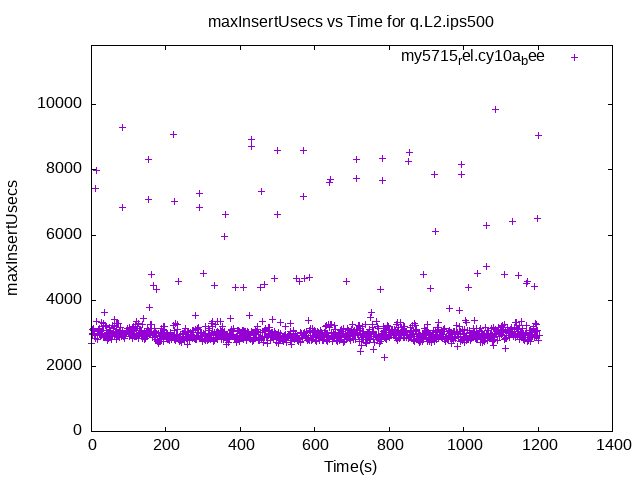 maxInsertUsecs vs Time for q.L2.ips500
my5715rel.cy10abee
10000
8000
6000
4000
2000
0
maxInsertUsecs
0 200 400 600 800 1000 1200 1400
Time(s)